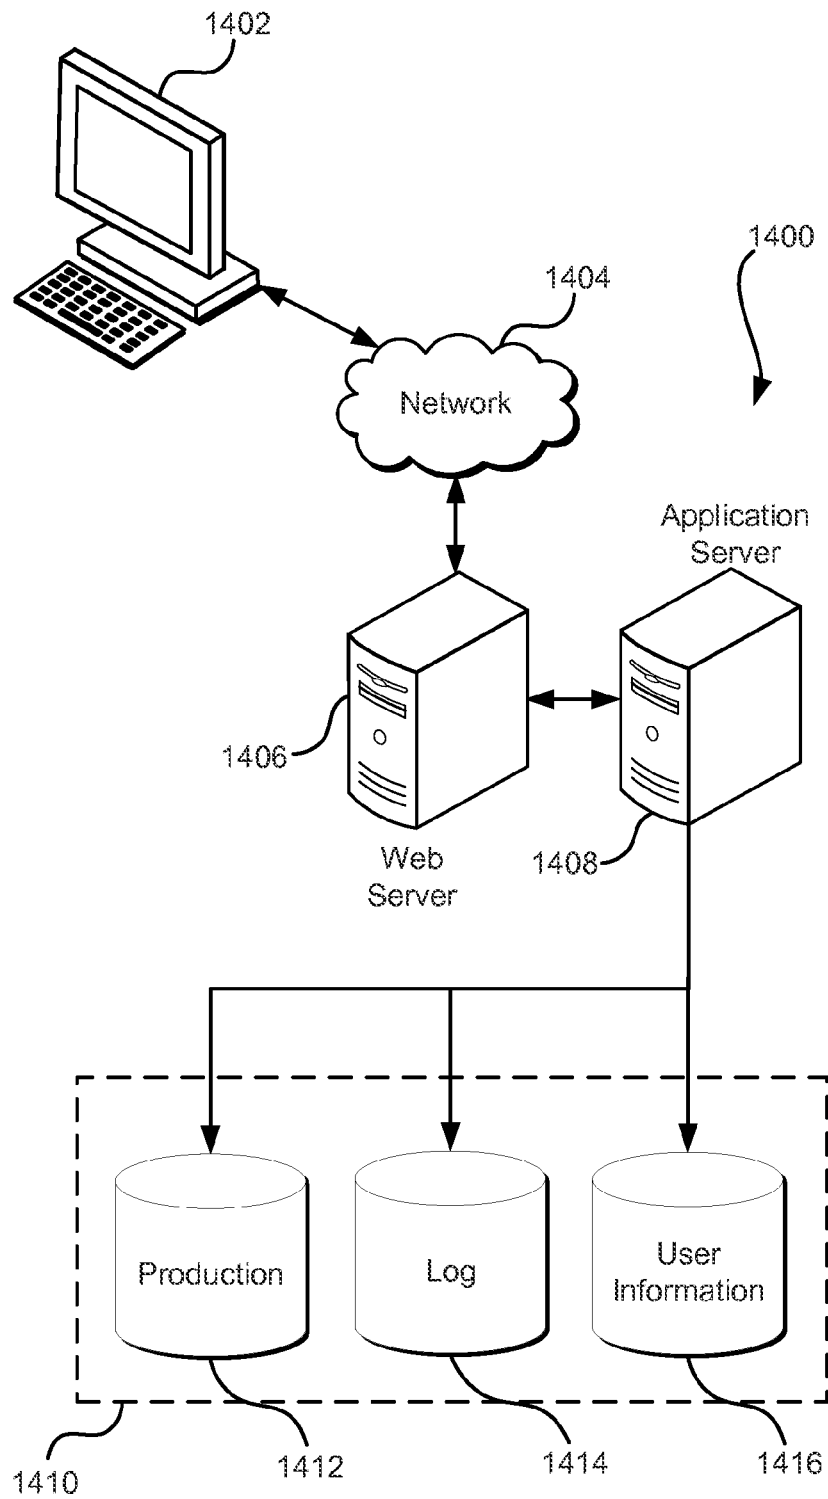 1402
1400
1404
Network
Application
Server
1406
Web
Server
1408
Production
Log
User
Information
1410
1412
1414
1416